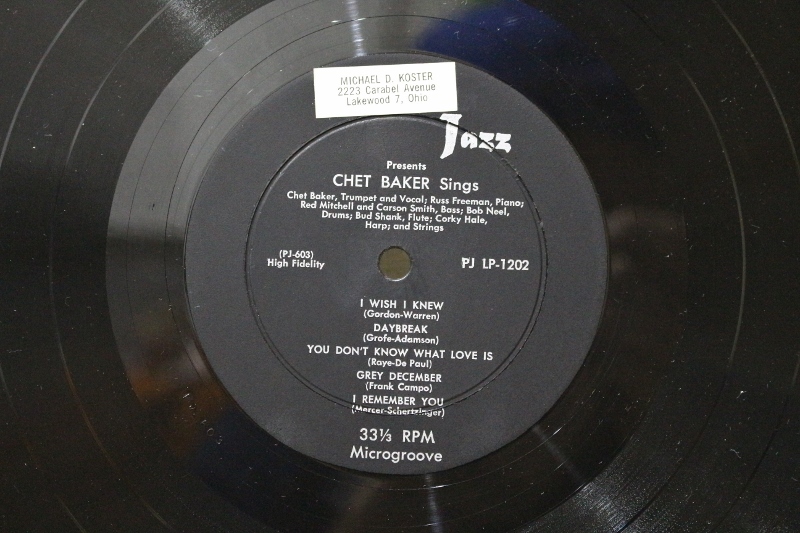 MICHAEL D. KOSTER
2223 Carabel Avenue
Lakewood 7, Ohio
Jazz
Presents
CHET BAKER Sings
Chet Baker, Trumpet and Vocal; Russ Freeman, Piano;
Red Mitchell and Carson Smith, Bass; Bob Neel,
Drums; Bud Shank, Flute; Corky Hale,
Harp; and Strings
(PJ-603)
High Fidelity
PJ LP-1202
I WISH I KNEW
(Gordon-Warren)
DAYBREAK
(Grofe-Adamson)
YOU DON'T KNOW WHAT LOVE IS
(Raye-De Paul)
GREY DECEMBER
(Frank Campo)
I REMEMBER YOU
(Mercer-Schertzinger)
33⅓ RPM
Microgroove